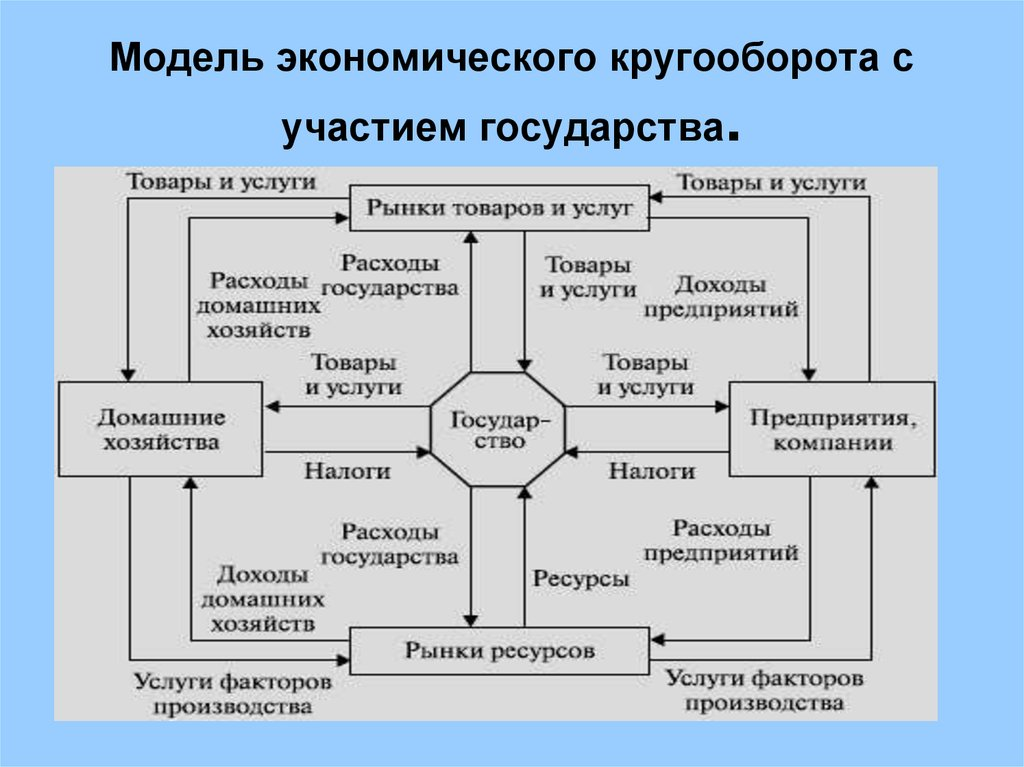 Модель экономического кругооборота с
участием государства.
Товары и услуги
Товары и услуги
Рынки товаров и услуг
Расходы
государства
Расходы
домашних
хозяйств
Товары
и услуги
Доходы
предприятий
Товары
и услуги
Товары
и услуги
Домашние
хозяйства
Государ-
ство
Предприятия,
компании
Налоги
Налоги
Расходы
государства
Доходы
домашних
хозяйств
Ресурсы
Расходы
предприятий
Рынки ресурсов
Услуги факторов
производства
Услуги факторов
производства